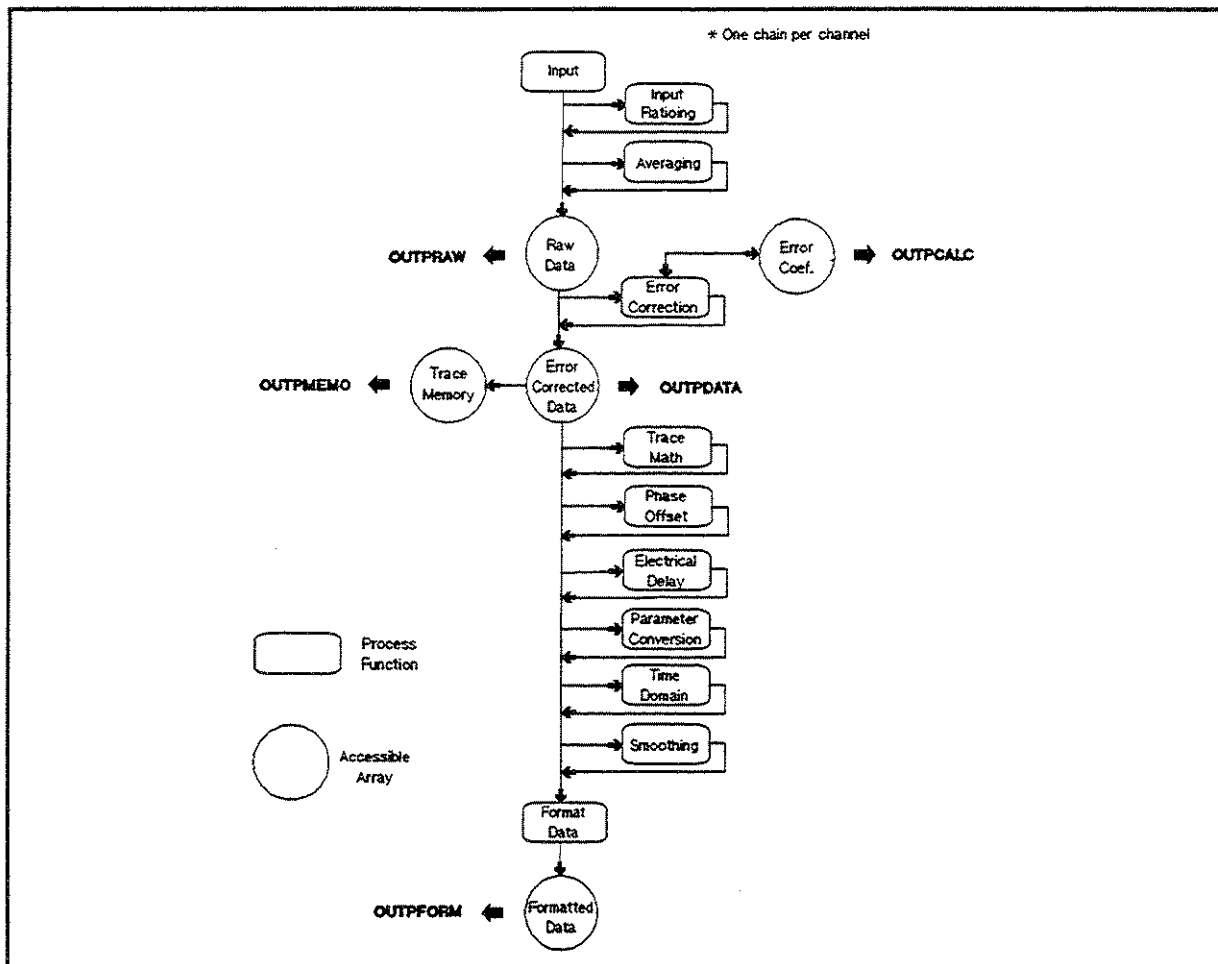 * One chain per channel
Input
Input
Ratioing
Averaging
Raw
Data
OUTPRAW
Error
Coef.
OUTPCALC
Error
Correction
OUTPMEMO
Trace
Memory
Error
Corrected
Data
OUTPDATA
Trace
Math
Phase
Offset
Electrical
Delay
Parameter
Conversion
Time
Domain
Smoothing
Process
Function
Accessible
Array
Format
Data
OUTPFORM
Formatted
Data